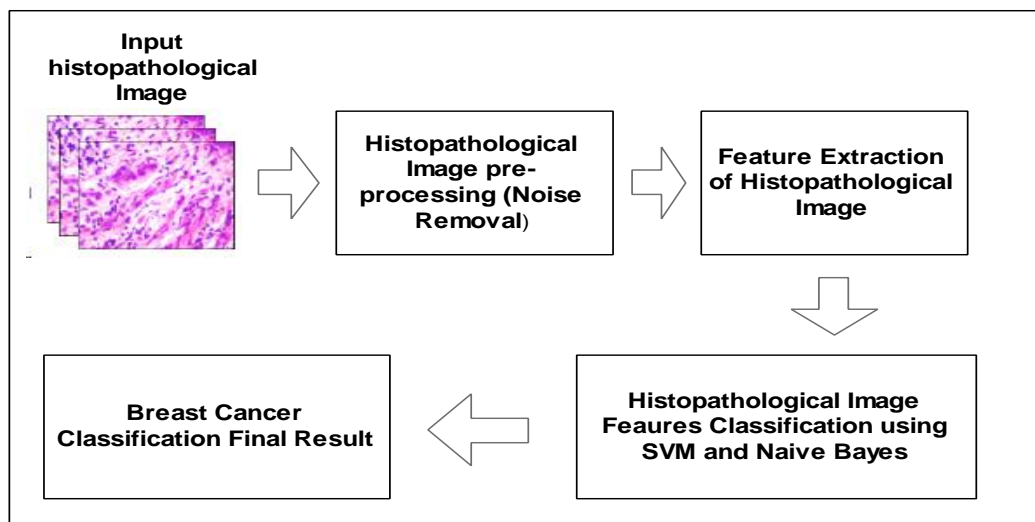 Input
histopathological
Image
Histopathological
Image pre-
processing (Noise
Removal)
Feature Extraction
of Histopathological
Image
Histopathological Image
Feaures Classification using
SVM and Naive Bayes
Breast Cancer
Classification Final Result